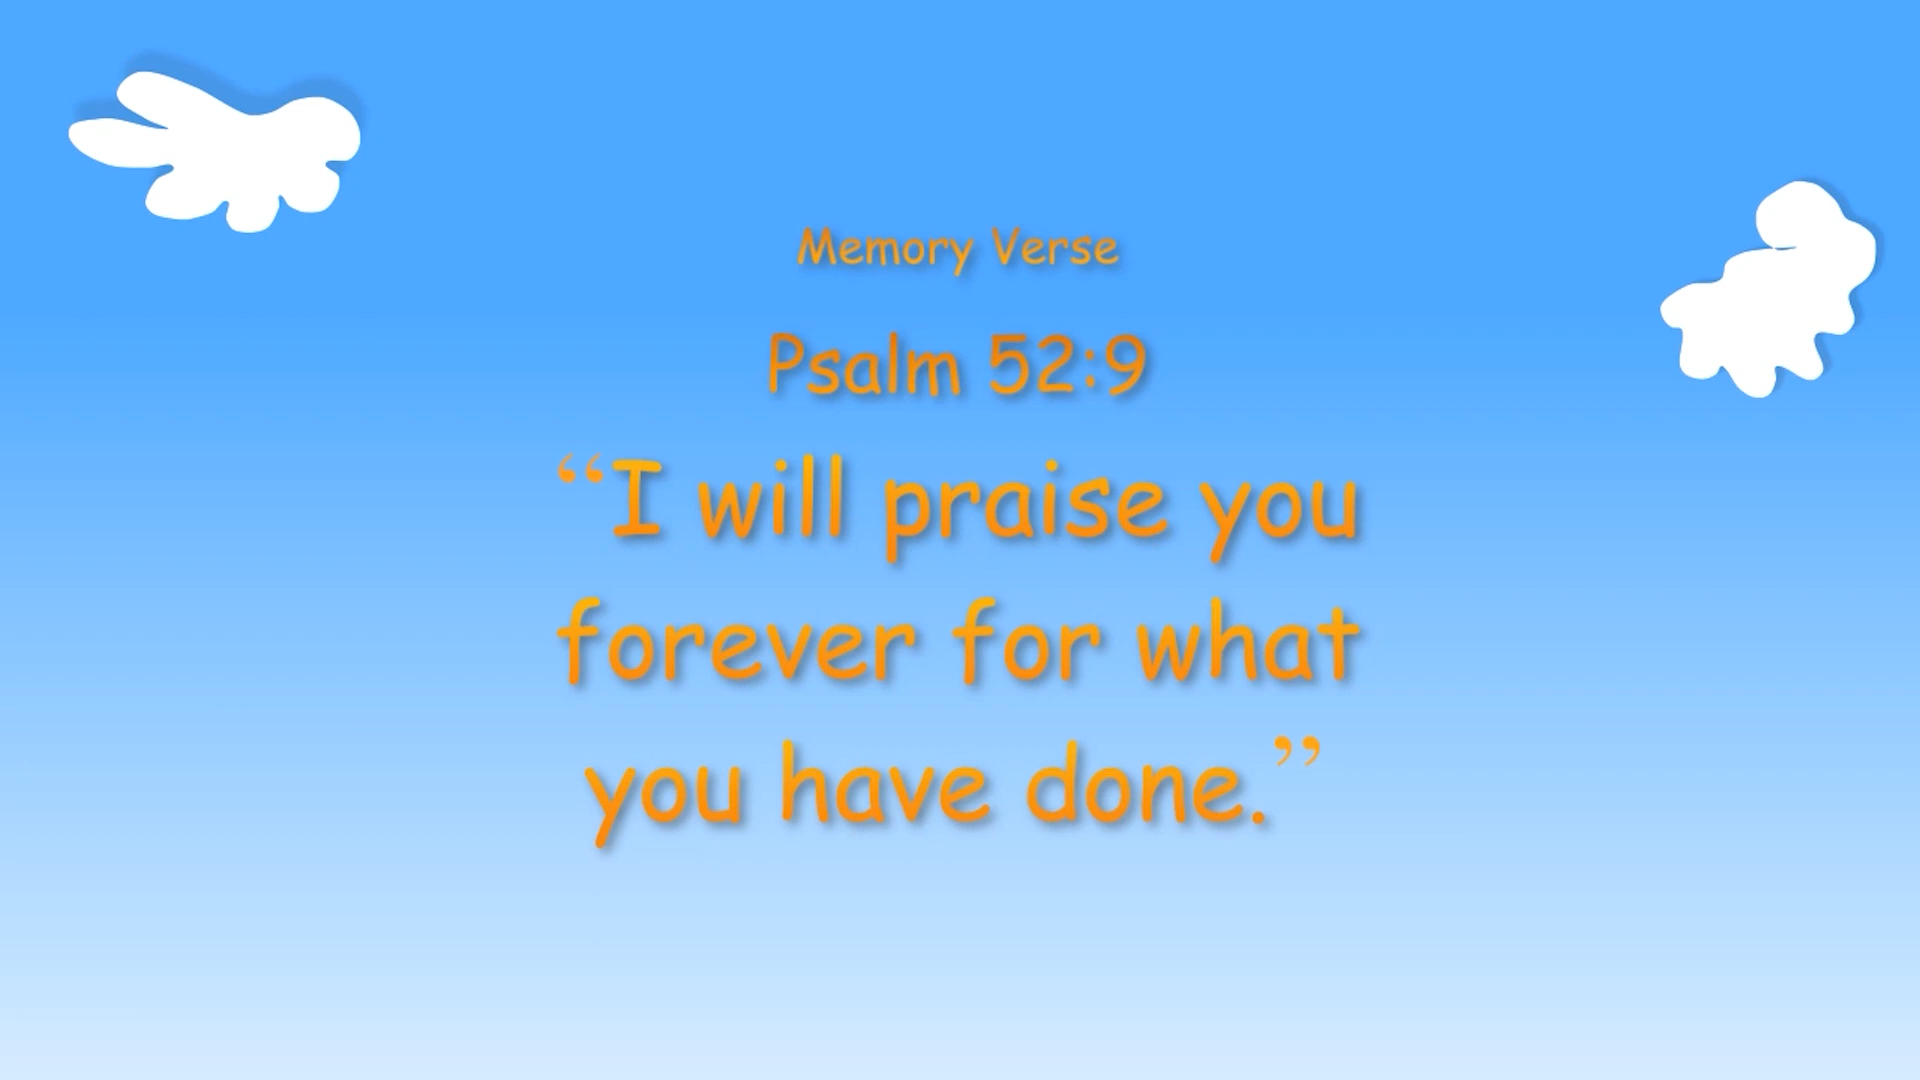 Memory Verse
Psalm 52:9
“I will praise you
forever for what
you have done.”